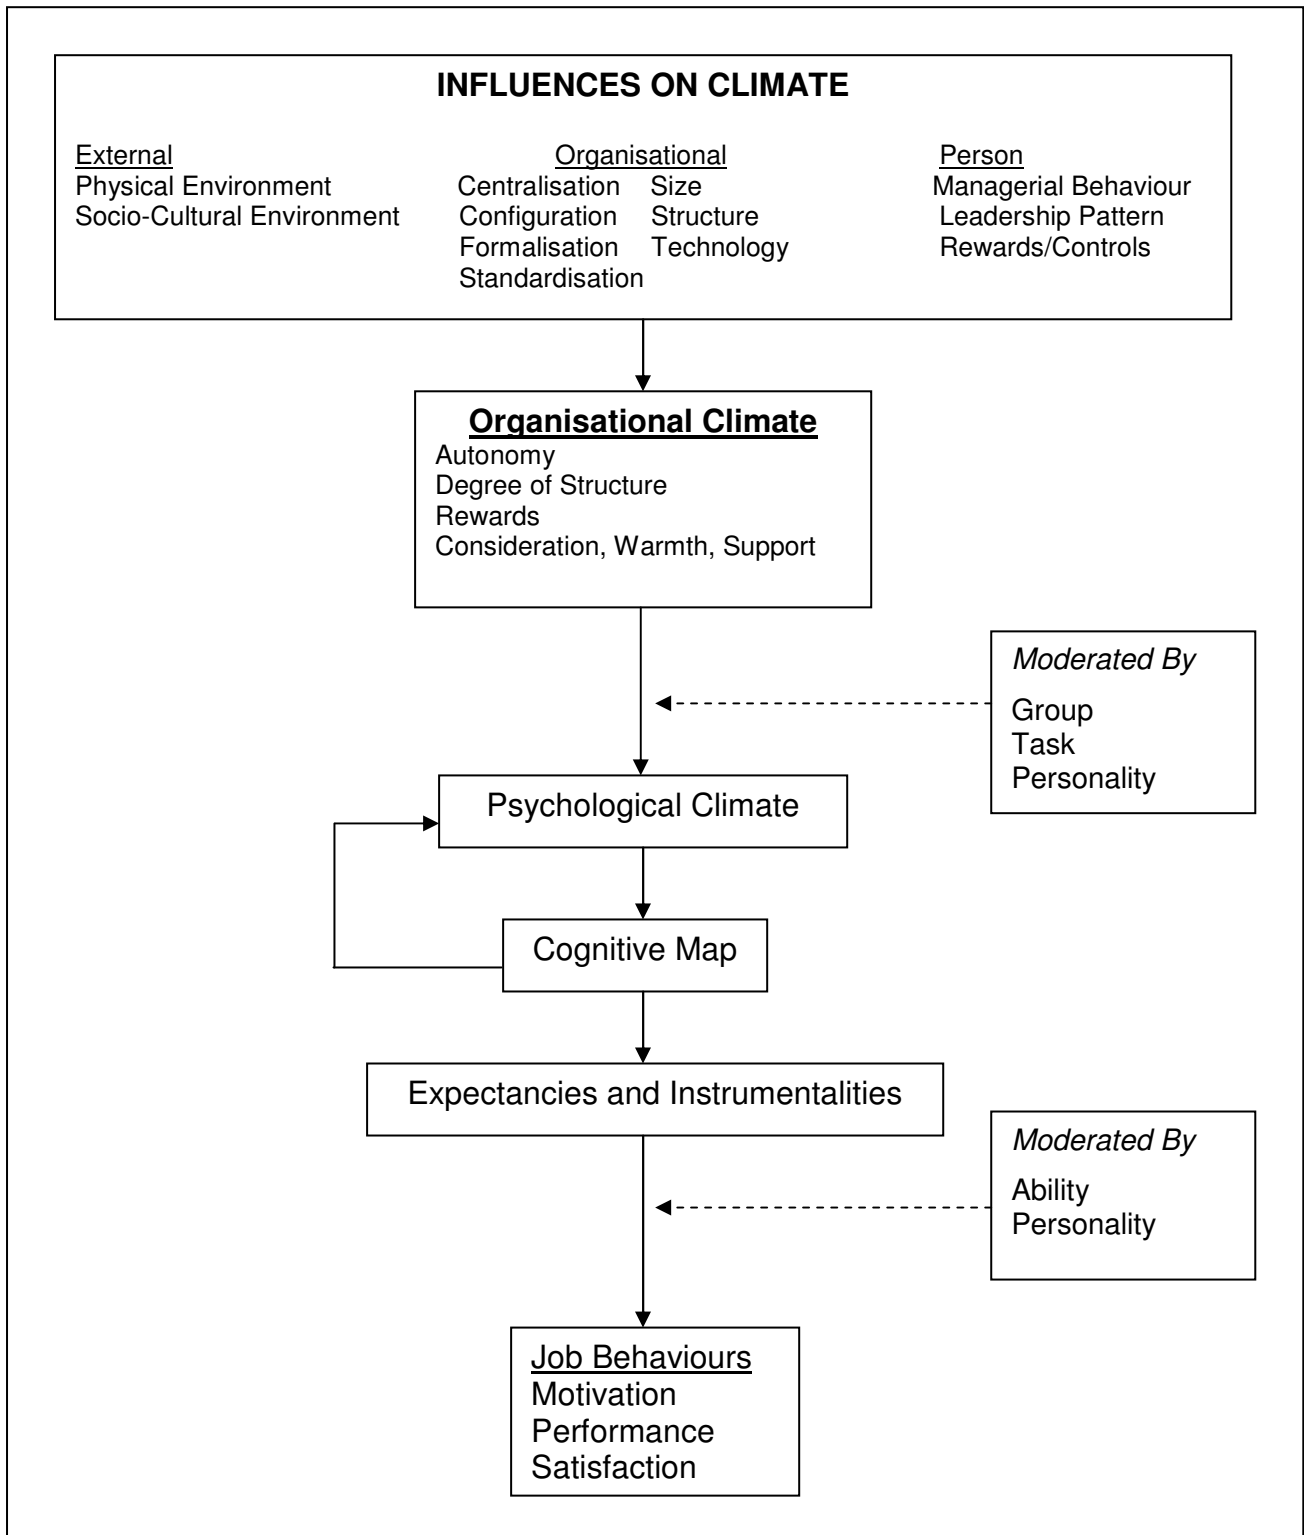 INFLUENCES ON CLIMATE
External
Physical Environment
Socio-Cultural Environment
Organisational
Centralisation Size
Configuration Structure
Formalisation Technology
Standardisation
Person
Managerial Behaviour
Leadership Pattern
Rewards/Controls
Organisational Climate
Autonomy
Degree of Structure
Rewards
Consideration, Warmth, Support
Moderated By
Group
Task
Personality
Psychological Climate
Cognitive Map
Expectancies and Instrumentalities
Moderated By
Ability
Personality
Job Behaviours
Motivation
Performance
Satisfaction